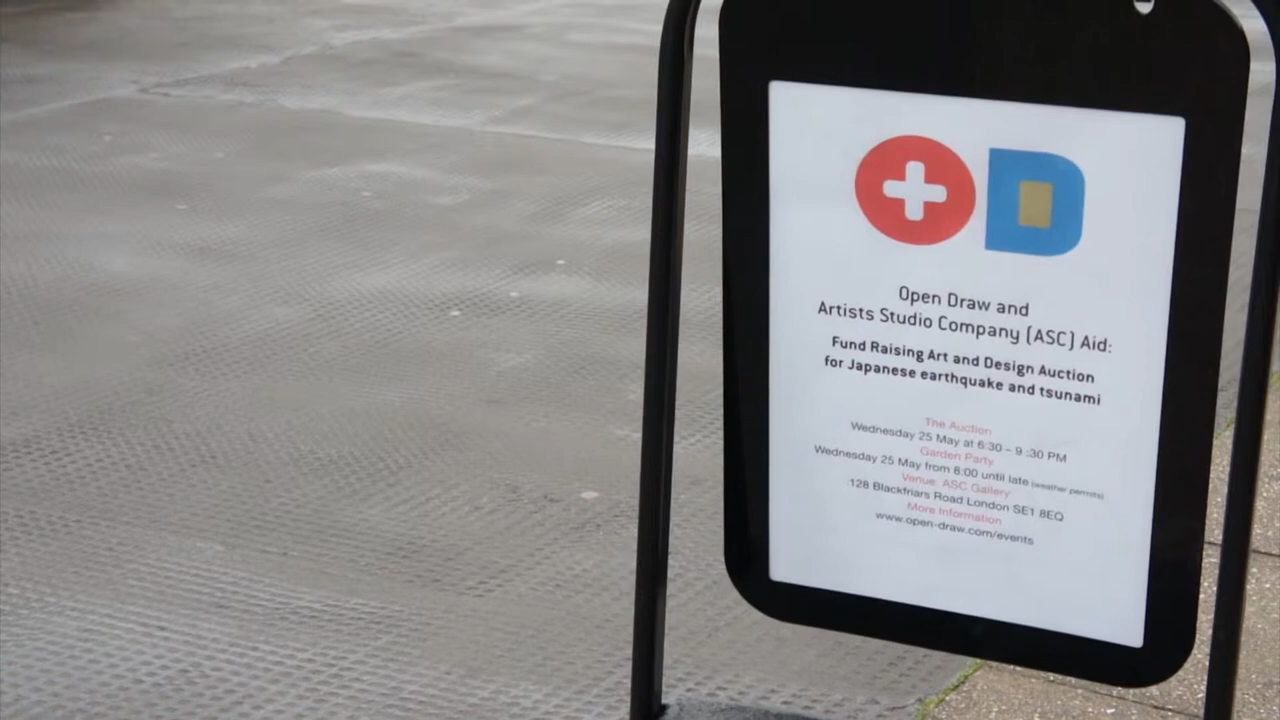 Open Draw and
Artists Studio Company (ASC) Aid:
Fund Raising Art and Design Auction
for Japanese earthquake and tsunami
The Auction
Wednesday 25 May at 6:30 – 9 :30 PM
Garden Party
Wednesday 25 May from 8:00 until late (weather permits)
Venue: ASC Gallery
128 Blackfriars Road London SE1 8EQ
More Information
www.open-draw.com/events